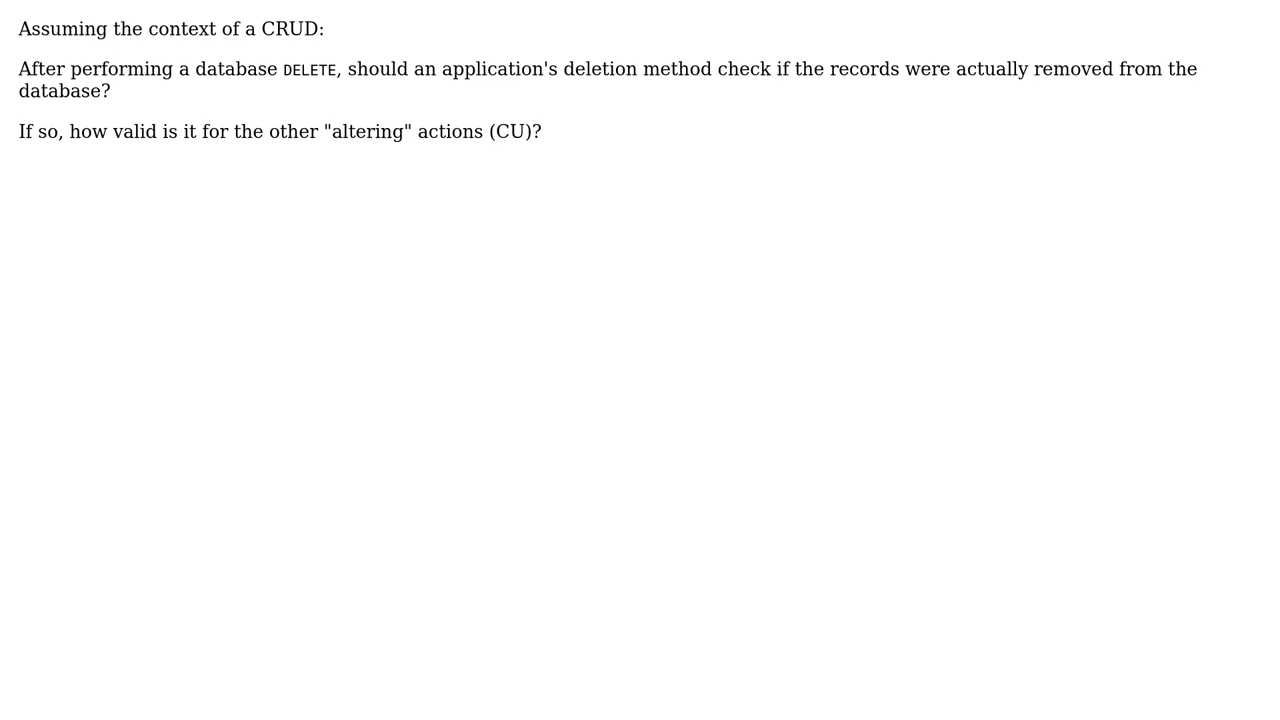 Assuming the context of a CRUD:
After performing a database DELETE, should an application's deletion method check if the records were actually removed from the
database?
If so, how valid is it for the other "altering" actions (CU)?